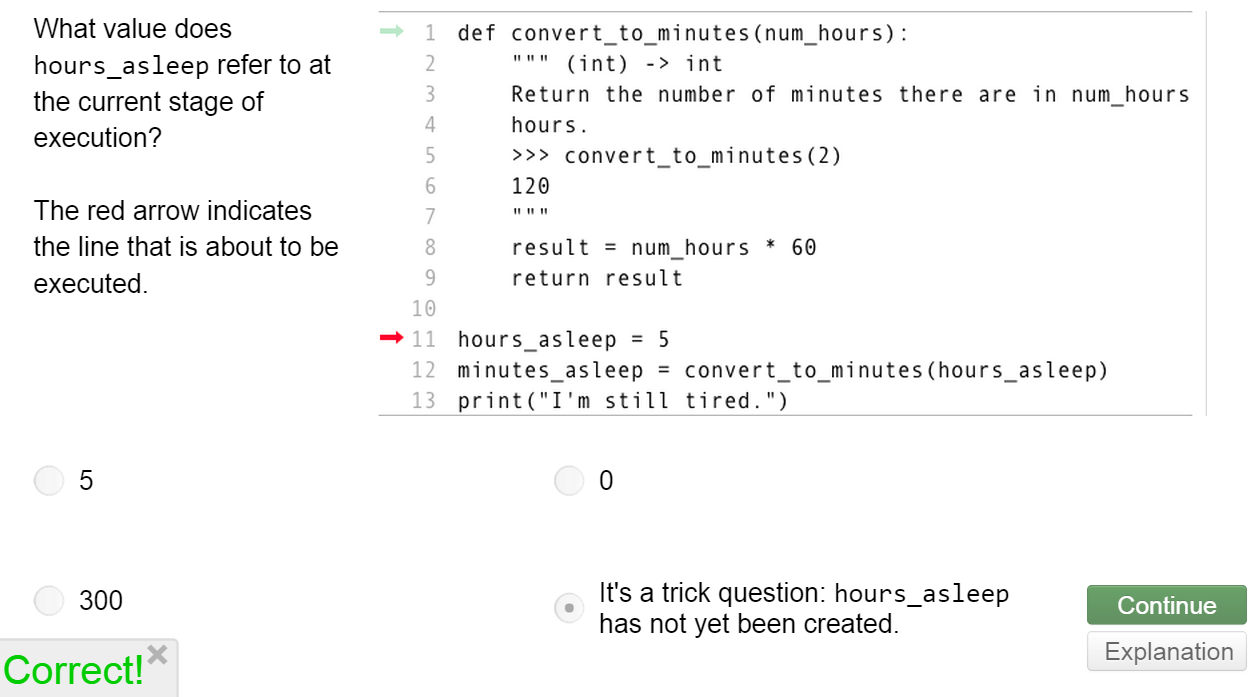 What value does
hours_asleep refer to at
the current stage of
execution?
The red arrow indicates
the line that is about to be
executed.
1 def convert_to_minutes(num_hours):
2 """ (int) -> int
3 Return the number of minutes there are in num_hours
4 hours.
5 >>> convert_to_minutes(2)
6 120
7 """
8 result = num_hours * 60
9 return result
10
11 hours_asleep = 5
12 minutes_asleep = convert_to_minutes(hours_asleep)
13 print("I'm still tired.")
5
0
300
It's a trick question: hours_asleep
has not yet been created.
Continue
Explanation
Correct!